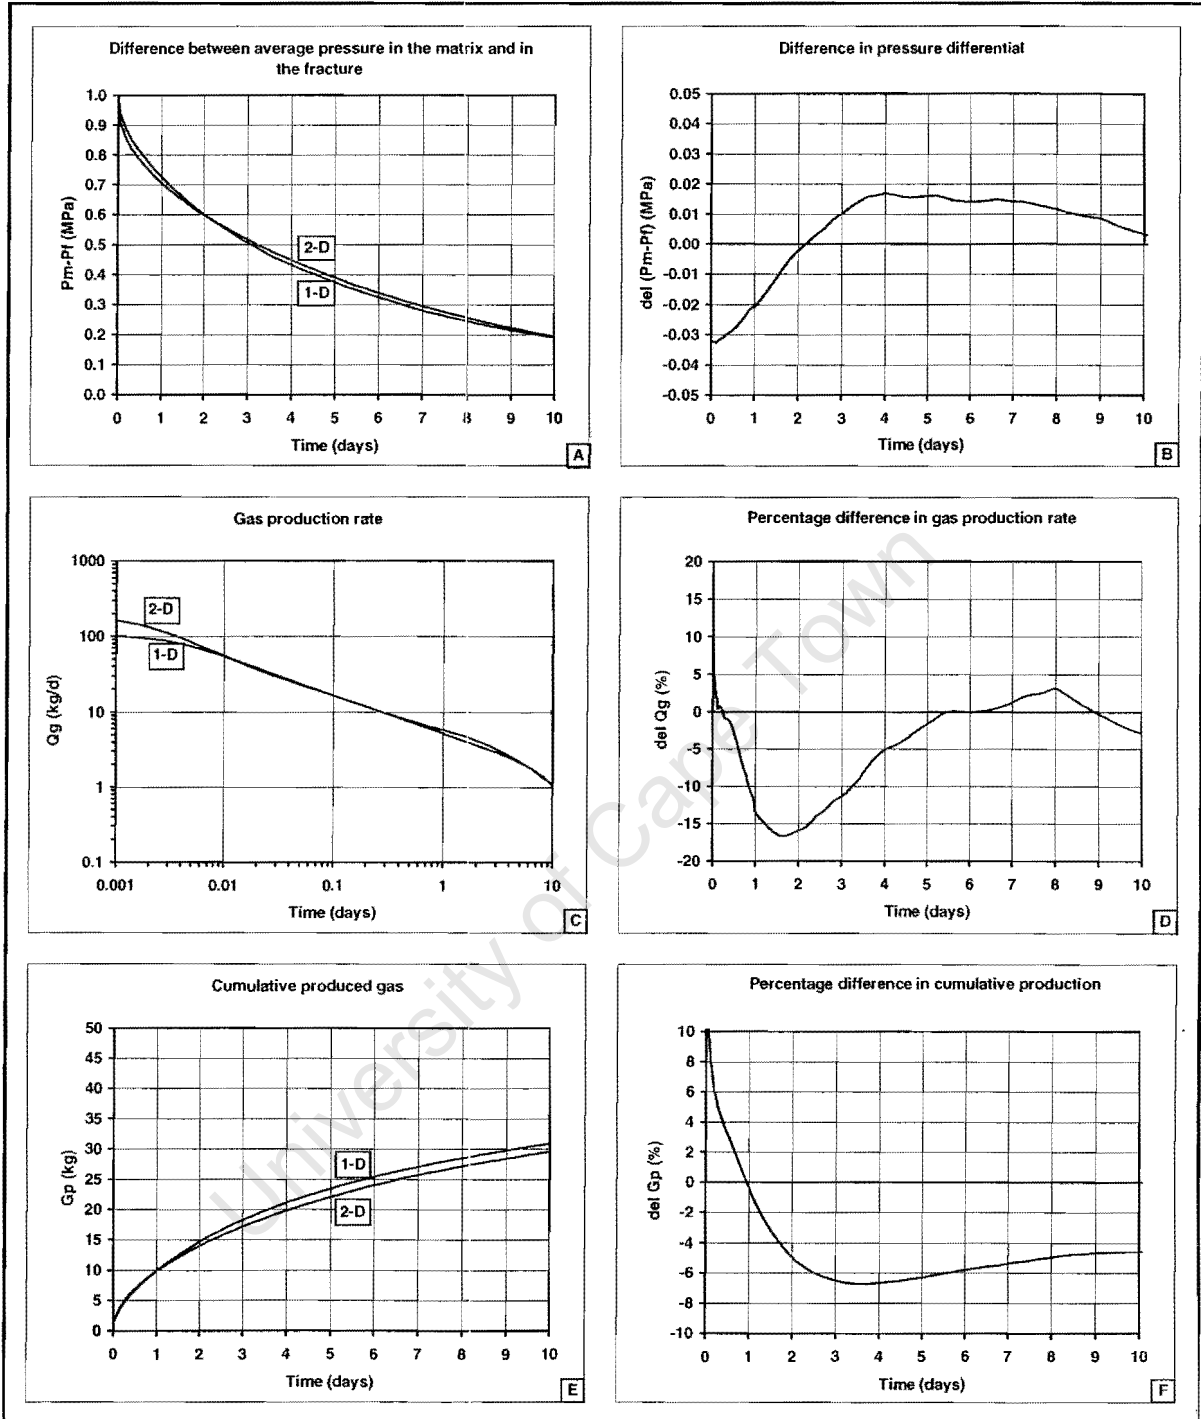 Difference between average pressure in the matrix and in
the fracture
1.0
0.9
0.8
0.7
0.6
0.5
0.4
0.3
0.2
0.1
0.0
Pm-Pf (MPa)
2-D
1-D
0 1 2 3 4 5 6 7 8 9 10
Time (days)
A
Difference in pressure differential
0.05
0.04
0.03
0.02
0.01
0.00
-0.01
-0.02
-0.03
-0.04
-0.05
del (Pm-Pf) (MPa)
0 1 2 3 4 5 6 7 8 9 10
Time (days)
B
Gas production rate
1000
100
10
1
0.1
Qg (kg/d)
2-D
1-D
0.001 0.01 0.1 1 10
Time (days)
C
Percentage difference in gas production rate
20
15
10
5
0
-5
-10
-15
-20
del Qg (%)
0 1 2 3 4 5 6 7 8 9 10
Time (days)
D
Cumulative produced gas
50
45
40
35
30
25
20
15
10
5
0
Gp (kg)
1-D
2-D
0 1 2 3 4 5 6 7 8 9 10
Time (days)
E
Percentage difference in cumulative production
10
8
6
4
2
0
-2
-4
-6
-8
-10
del Gp (%)
0 1 2 3 4 5 6 7 8 9 10
Time (days)
F
University of Cape Town